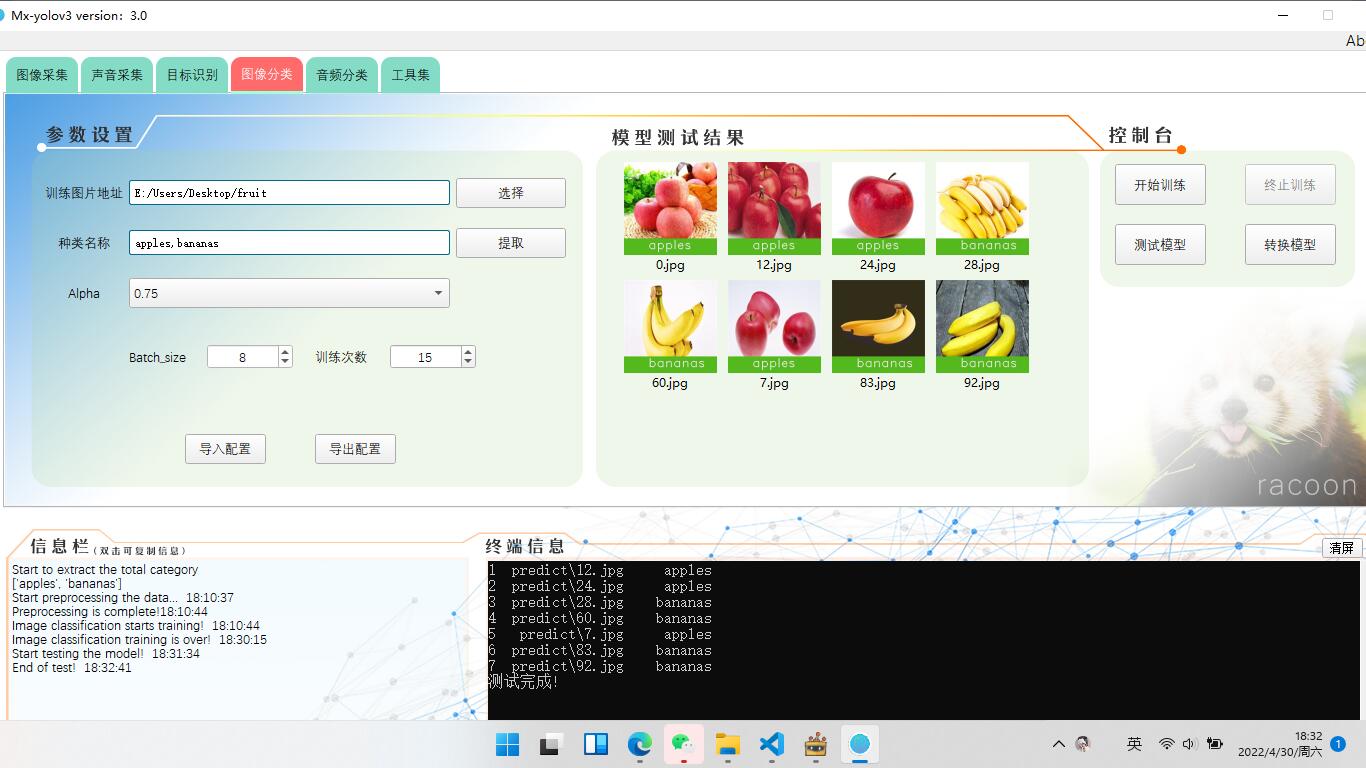 Mx-yolov3 version：3.0
Ab
图像采集 声音采集 目标识别 图像分类 音频分类 工具集
参数设置 模型测试结果 控制台
训练图片地址 E:/Users/Desktop/fruit 选择
种类名称 apples,bananas 提取
Alpha 0.75
Batch_size 8 训练次数 15
导入配置 导出配置
apples apples apples bananas
0.jpg 12.jpg 24.jpg 28.jpg
bananas apples bananas bananas
60.jpg 7.jpg 83.jpg 92.jpg
开始训练 终止训练
测试模型 转换模型
racoon
信息栏(双击可复制信息)
Start to extract the total category
['apples', 'bananas']
Start preprocessing the data... 18:10:37
Preprocessing is complete!18:10:44
Image classification starts training! 18:10:44
Image classification training is over! 18:30:15
Start testing the model! 18:31:34
End of test! 18:32:41
终端信息 清屏
1 predict\12.jpg apples
2 predict\24.jpg apples
3 predict\28.jpg bananas
4 predict\60.jpg bananas
5 predict\7.jpg apples
6 predict\83.jpg bananas
7 predict\92.jpg bananas
测试完成!
英 18:32
2022/4/30/周六 1